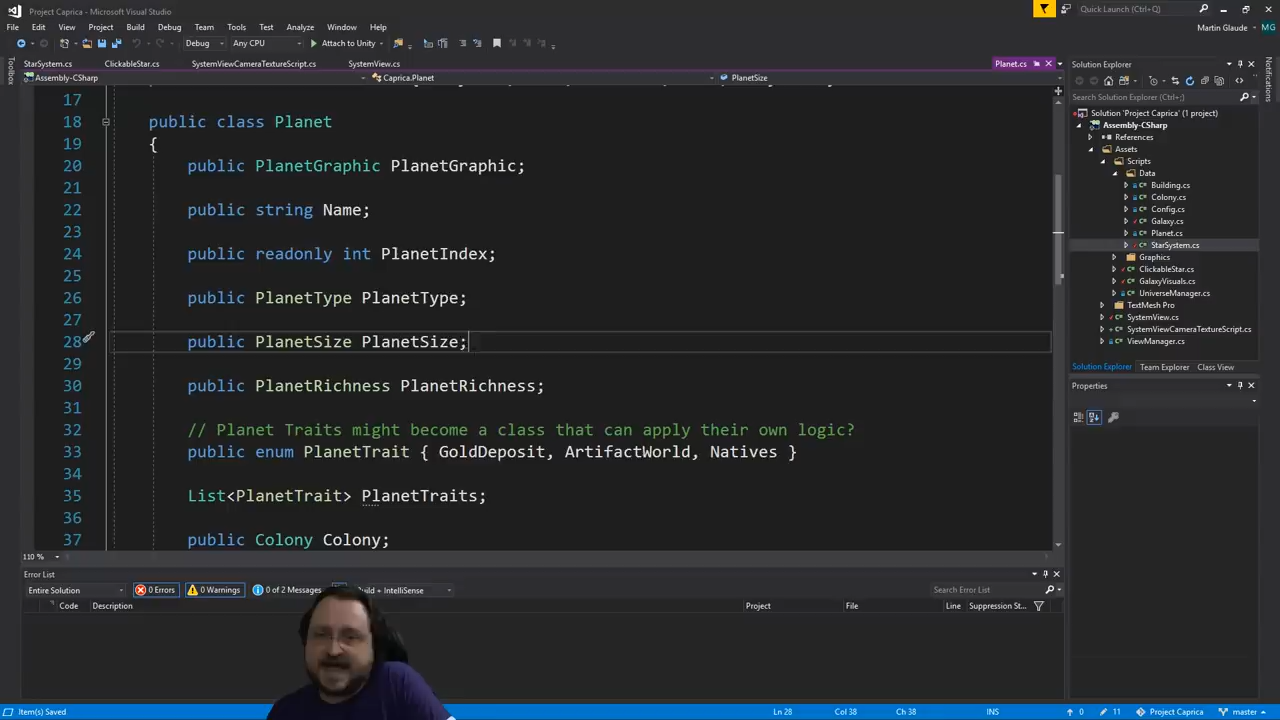 Project Caprica - Microsoft Visual Studio
Quick Launch (Ctrl+Q)
File Edit View Project Build Debug Team Tools Test Analyze Window Help
Martin Glaude MG
Debug Any CPU Attach to Unity
StarSystem.cs ClickableStar.cs SystemViewCameraTextureScript.cs SystemView.cs Planet.cs
Assembly-CSharp Caprica.Planet PlanetSize
Toolbox
17
18 public class Planet
19 {
20 public PlanetGraphic PlanetGraphic;
21
22 public string Name;
23
24 public readonly int PlanetIndex;
25
26 public PlanetType PlanetType;
27
28 public PlanetSize PlanetSize;
29
30 public PlanetRichness PlanetRichness;
31
32 // Planet Traits might become a class that can apply their own logic?
33 public enum PlanetTrait { GoldDeposit, ArtifactWorld, Natives }
34
35 List<PlanetTrait> PlanetTraits;
36
37 public Colony Colony;
110 %
Solution Explorer
Search Solution Explorer (Ctrl+;)
Solution 'Project Caprica' (1 project)
Assembly-CSharp
References
Assets
Scripts
Data
Building.cs
Colony.cs
Config.cs
Galaxy.cs
Planet.cs
StarSystem.cs
Graphics
ClickableStar.cs
GalaxyVisuals.cs
UniverseManager.cs
TextMesh Pro
SystemView.cs
SystemViewCameraTextureScript.cs
ViewManager.cs
Solution Explorer Team Explorer Class View
Properties
Notifications
Error List
Entire Solution 0 Errors 0 Warnings 0 of 2 Messages Build + IntelliSense
Search Error List
Code Description Project File Line Suppression St...
Item(s) Saved Ln 28 Col 38 Ch 38 INS 0 11 Project Caprica master